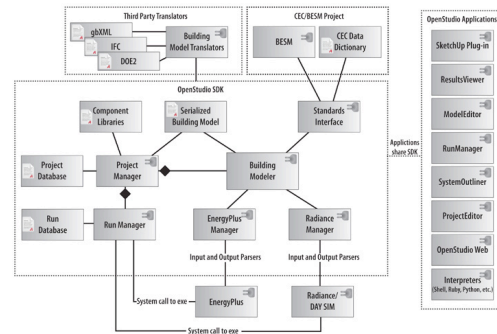 Third Party Translators
gbXML
IFC
DOE2
Building
Model Translators
CEC/BESM Project
BESM
CEC Data
Dictionary
OpenStudio Applications
SketchUp Plug-in
ResultsViewer
ModelEditor
RunManager
SystemOutliner
ProjectEditor
OpenStudio Web
Interpreters
(Shell, Ruby, Python, etc.)
OpenStudio SDK
Component
Libraries
Serialized
Building Model
Standards
Interface
Applictions
share SDK
Project
Database
Project
Manager
Building
Modeler
Run
Database
Run Manager
EnergyPlus
Manager
Radiance
Manager
Input and Output Parsers
Input and Output Parsers
System call to exe
EnergyPlus
Radiance/
DAY SIM
System call to exe